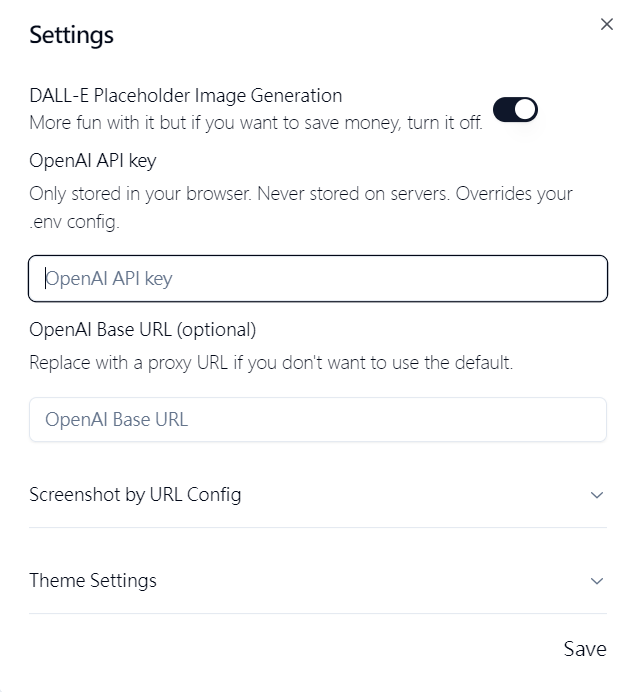 Settings
DALL-E Placeholder Image Generation
More fun with it but if you want to save money, turn it off.
OpenAI API key
Only stored in your browser. Never stored on servers. Overrides your
.env config.
OpenAI API key
OpenAI Base URL (optional)
Replace with a proxy URL if you don't want to use the default.
OpenAI Base URL
Screenshot by URL Config
Theme Settings
Save